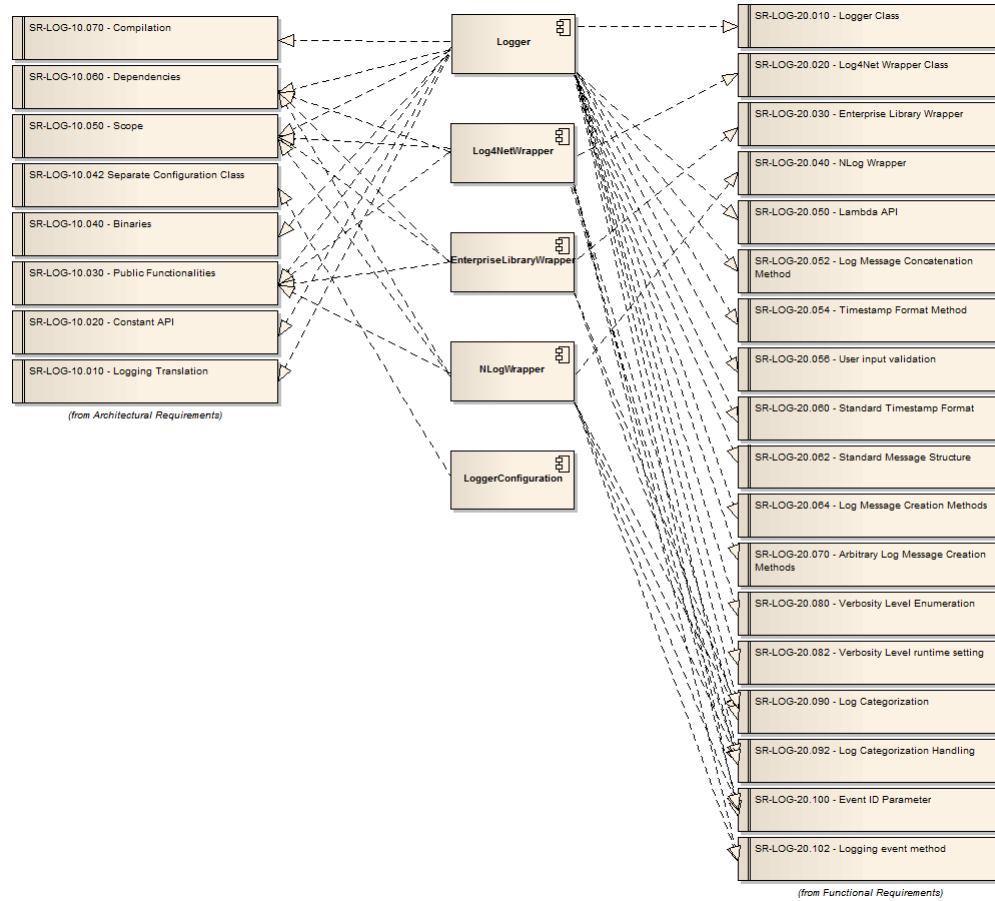 SR-LOG-10.070 - Compilation
SR-LOG-10.060 - Dependencies
SR-LOG-10.050 - Scope
SR-LOG-10.042 Separate Configuration Class
SR-LOG-10.040 - Binaries
SR-LOG-10.030 - Public Functionalities
SR-LOG-10.020 - Constant API
SR-LOG-10.010 - Logging Translation
(from Architectural Requirements)
Logger
Log4NetWrapper
EnterpriseLibraryWrapper
NLogWrapper
LoggerConfiguration
SR-LOG-20.010 - Logger Class
SR-LOG-20.020 - Log4Net Wrapper Class
SR-LOG-20.030 - Enterprise Library Wrapper
SR-LOG-20.040 - NLog Wrapper
SR-LOG-20.050 - Lambda API
SR-LOG-20.052 - Log Message Concatenation
Method
SR-LOG-20.054 - Timestamp Format Method
SR-LOG-20.056 - User input validation
SR-LOG-20.060 - Standard Timestamp Format
SR-LOG-20.062 - Standard Message Structure
SR-LOG-20.064 - Log Message Creation Methods
SR-LOG-20.070 - Arbitrary Log Message Creation
Methods
SR-LOG-20.080 - Verbosity Level Enumeration
SR-LOG-20.082 - Verbosity Level runtime setting
SR-LOG-20.090 - Log Categorization
SR-LOG-20.092 - Log Categorization Handling
SR-LOG-20.100 - Event ID Parameter
SR-LOG-20.102 - Logging event method
(from Functional Requirements)